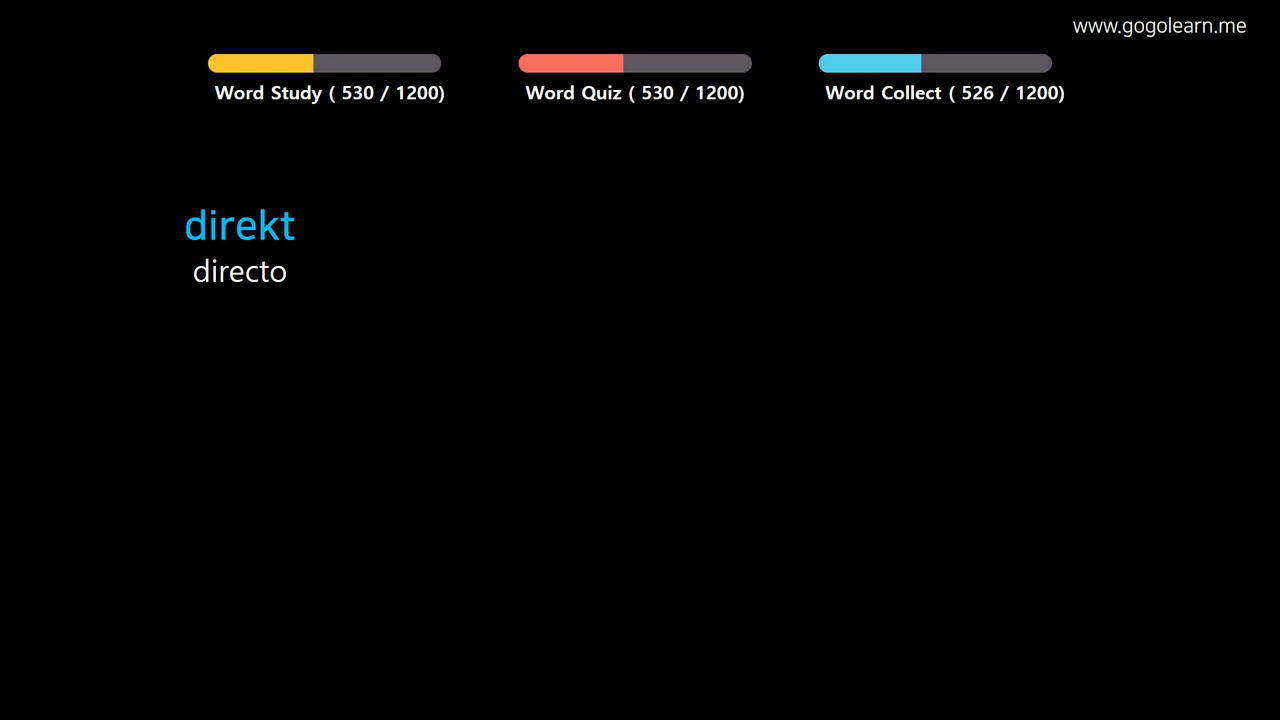 www.gogolearn.me
Word Study ( 530 / 1200)
Word Quiz ( 530 / 1200)
Word Collect ( 526 / 1200)
direkt
directo